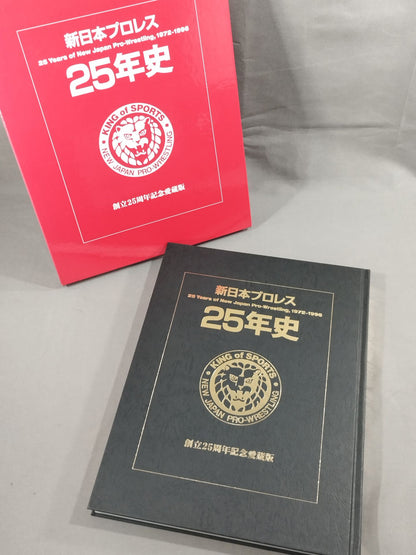 新日本プロレス
25 Years of New Japan Pro-Wrestling, 1972-1996
25年史
KING of SPORTS
NEW JAPAN PRO-WRESTLING
創立25周年記念愛蔵版
新日本プロレス
25 Years of New Japan Pro-Wrestling, 1972-1996
25年史
KING of SPORTS
NEW JAPAN PRO-WRESTLING
創立25周年記念愛蔵版